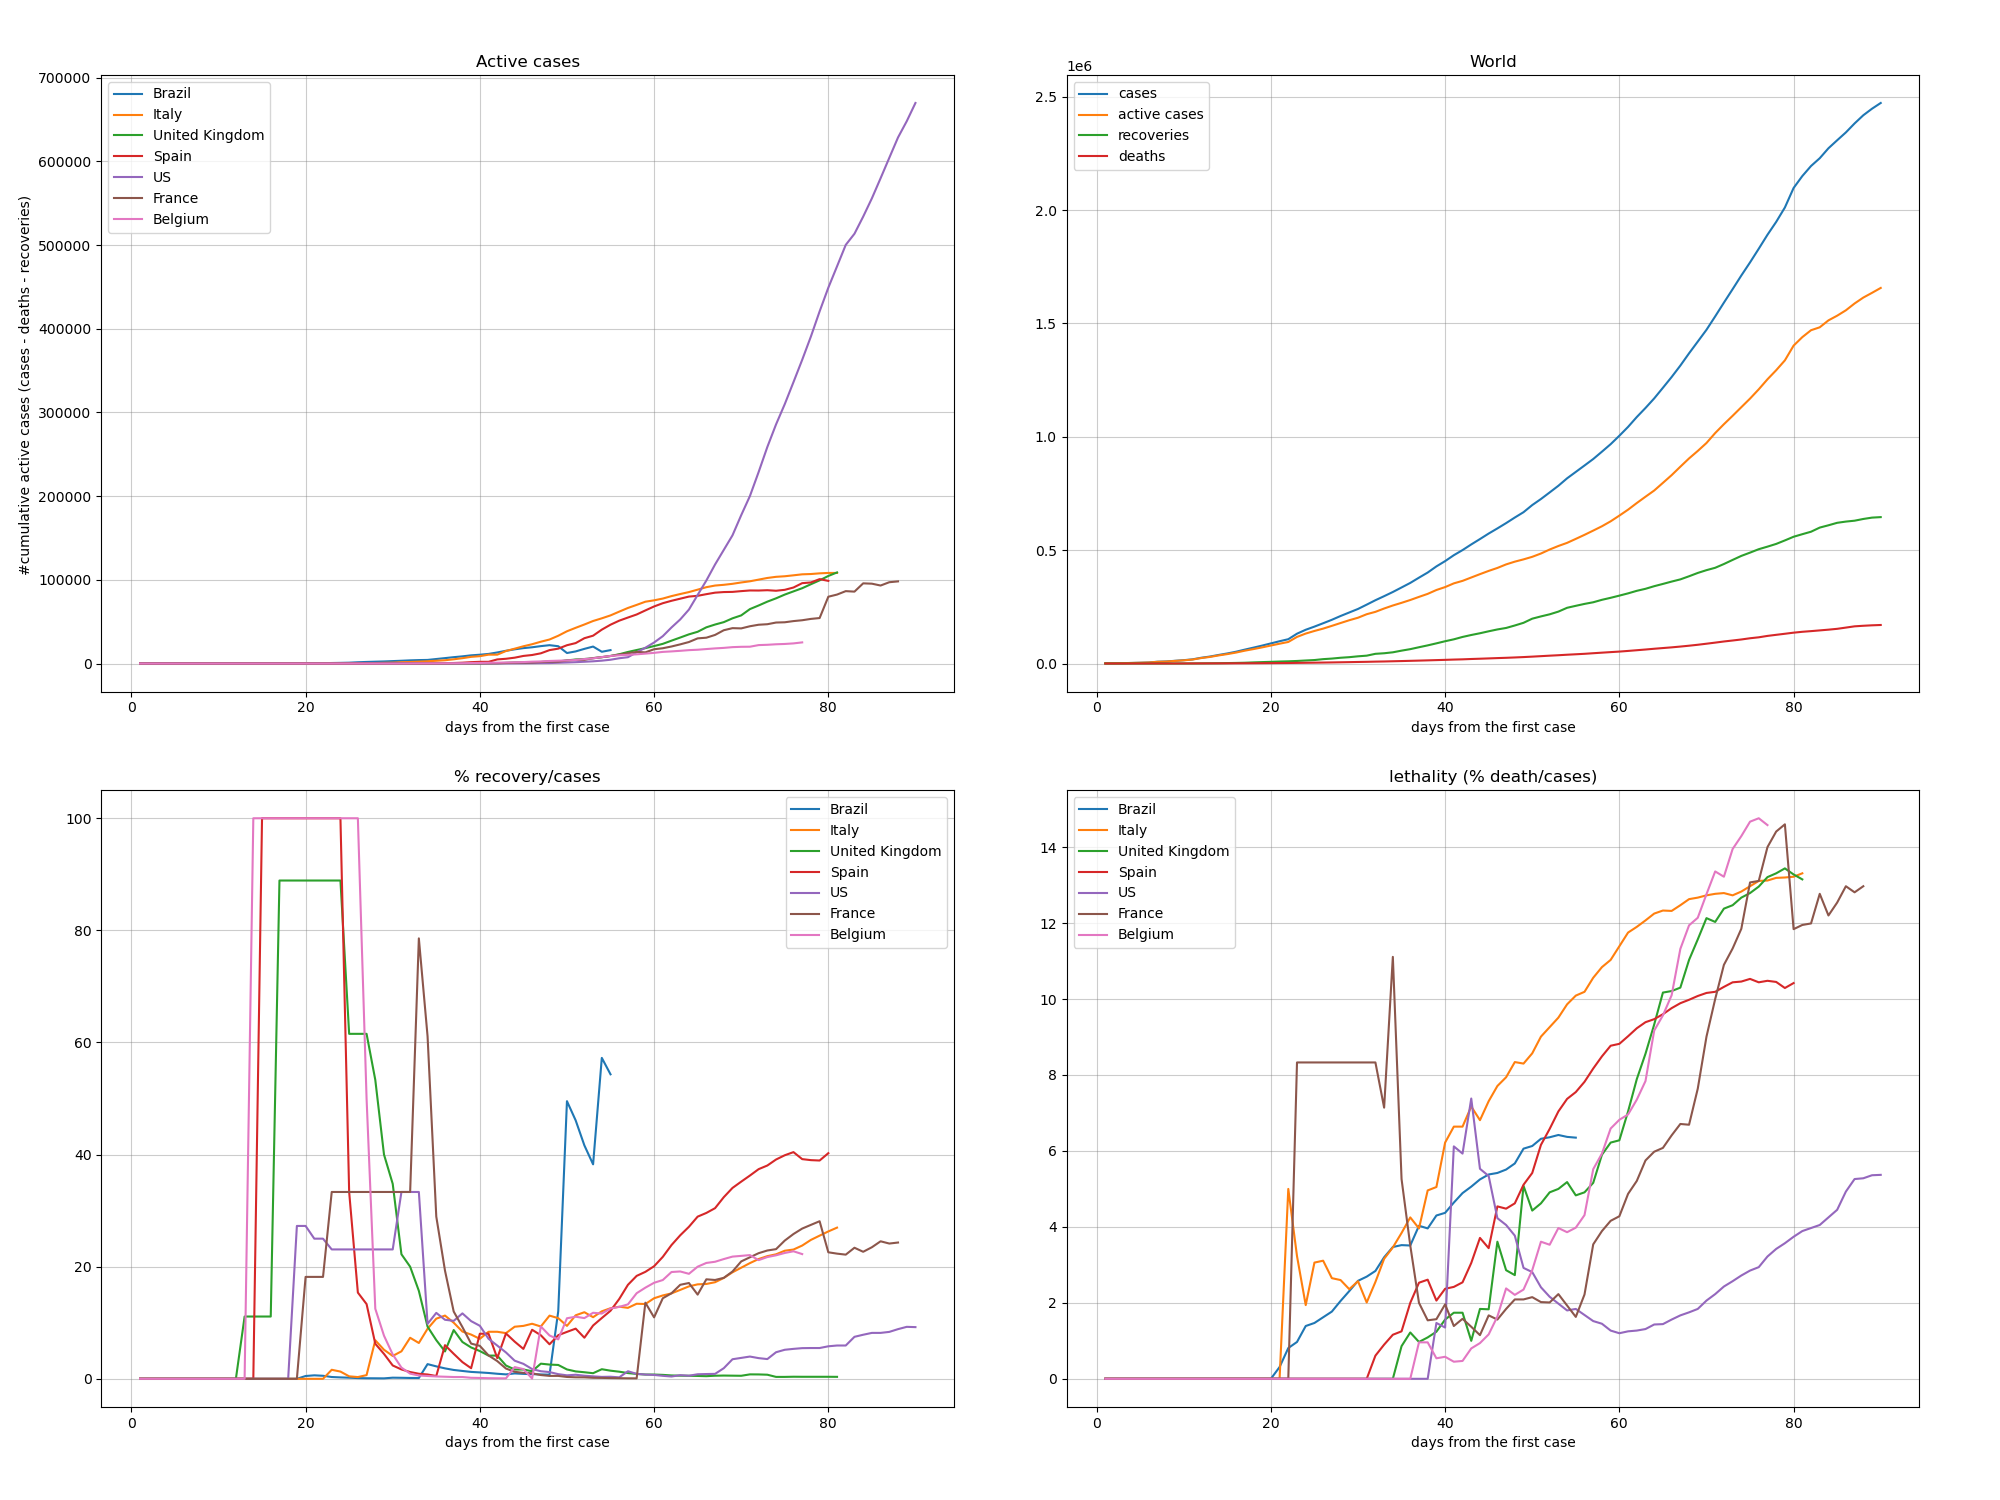 Active cases
700000
600000
500000
400000
300000
200000
100000
0
#cumulative active cases (cases - deaths - recoveries)
Brazil
Italy
United Kingdom
Spain
US
France
Belgium
0 20 40 60 80
days from the first case
World
1e6
2.5
2.0
1.5
1.0
0.5
0.0
cases
active cases
recoveries
deaths
0 20 40 60 80
days from the first case
% recovery/cases
100
80
60
40
20
0
Brazil
Italy
United Kingdom
Spain
US
France
Belgium
0 20 40 60 80
days from the first case
lethality (% death/cases)
14
12
10
8
6
4
2
0
Brazil
Italy
United Kingdom
Spain
US
France
Belgium
0 20 40 60 80
days from the first case